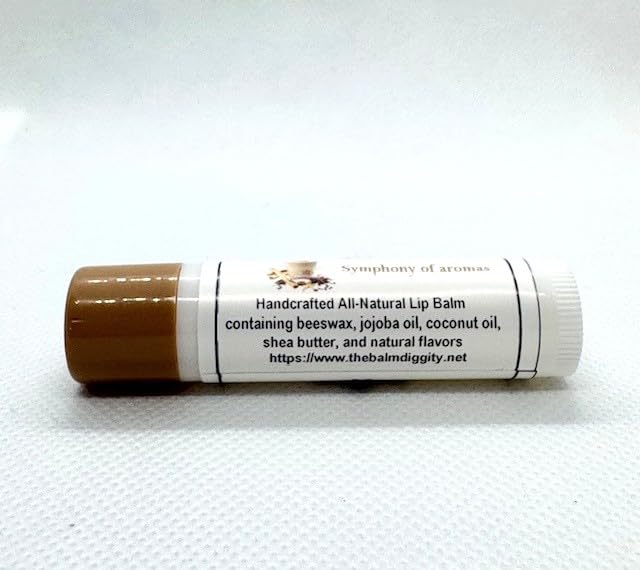 Symphony of aromas
Handcrafted All-Natural Lip Balm
containing beeswax, jojoba oil, coconut oil,
shea butter, and natural flavors
https://www.thebalmdiggity.net